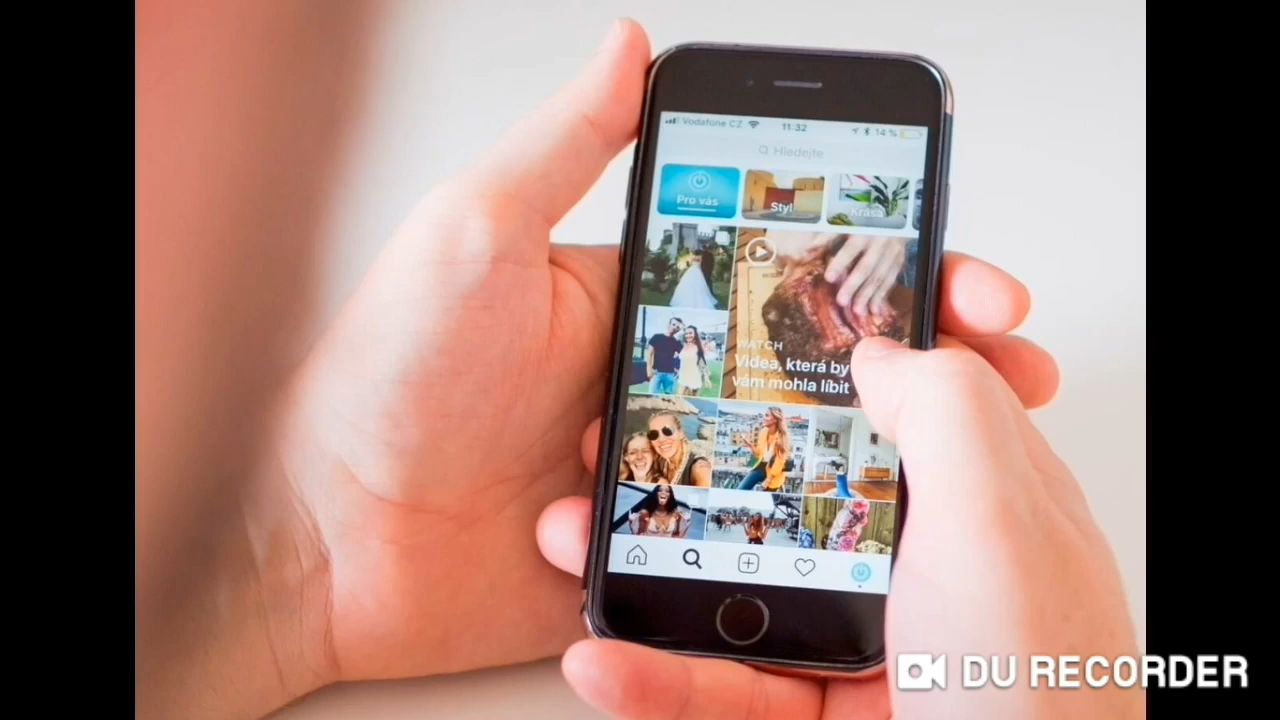 Vodafone CZ 11:32 14 %
Hledejte
Pro vás
Styl
Krása
WATCH
Videa, která by
vám mohla líbit
DU RECORDER